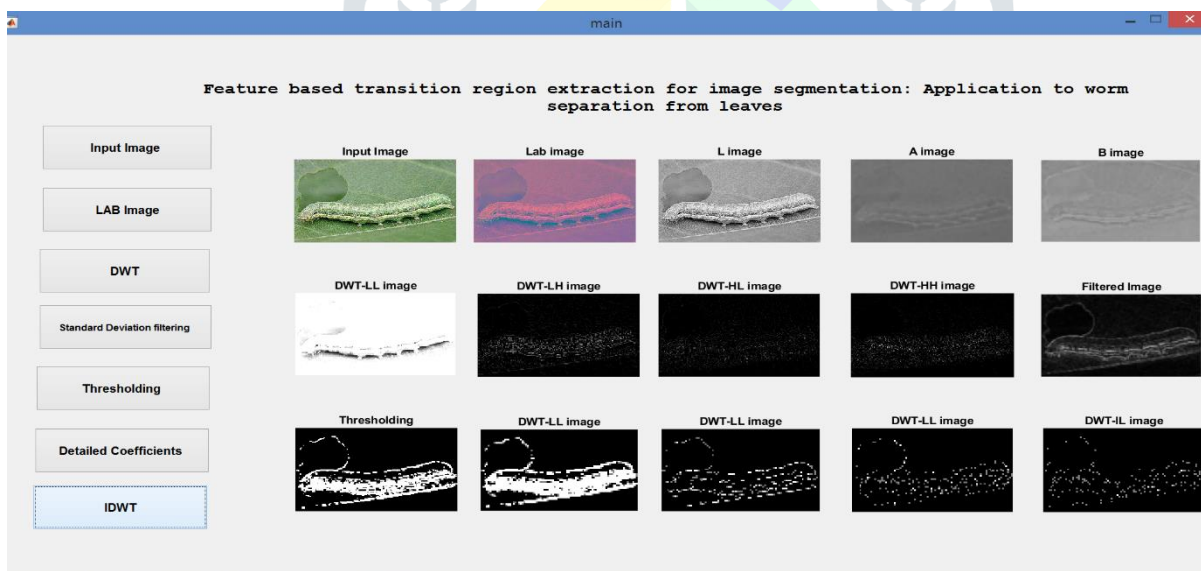 main
Feature based transition region extraction for image segmentation: Application to worm
separation from leaves
Input Image
LAB Image
DWT
Standard Deviation filtering
Thresholding
Detailed Coefficients
IDWT
Input Image
Lab image
L image
A image
B image
DWT-LL image
DWT-LH image
DWT-HL image
DWT-HH image
Filtered Image
Thresholding
DWT-LL image
DWT-LL image
DWT-LL image
DWT-IL image